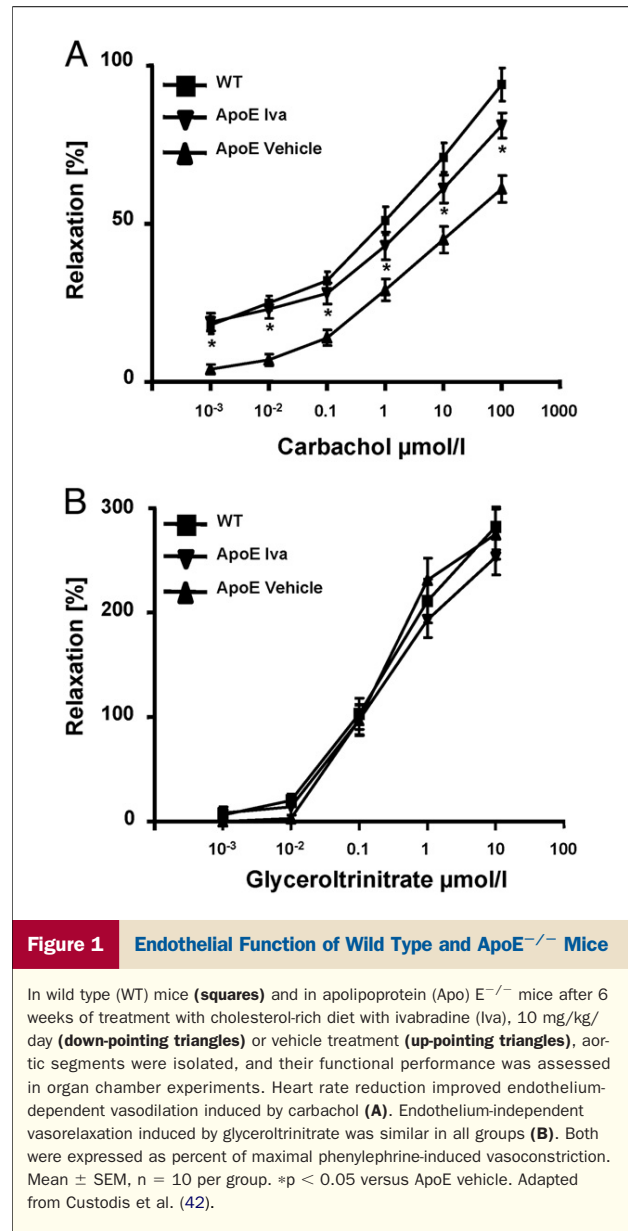 A
100
WT
ApoE Iva
ApoE Vehicle
Relaxation [%]
50
0
*
*
*
*
*
*
10⁻³ 10⁻² 0.1 1 10 100 1000
Carbachol µmol/l
B
300
WT
ApoE Iva
ApoE Vehicle
Relaxation [%]
200
100
0
10⁻³ 10⁻² 0.1 1 10 100
Glyceroltrinitrate µmol/l
Figure 1 Endothelial Function of Wild Type and ApoE⁻/⁻ Mice
In wild type (WT) mice (squares) and in apolipoprotein (Apo) E⁻/⁻ mice after 6
weeks of treatment with cholesterol-rich diet with ivabradine (Iva), 10 mg/kg/
day (down-pointing triangles) or vehicle treatment (up-pointing triangles), aor-
tic segments were isolated, and their functional performance was assessed
in organ chamber experiments. Heart rate reduction improved endothelium-
dependent vasodilation induced by carbachol (A). Endothelium-independent
vasorelaxation induced by glyceroltrinitrate was similar in all groups (B). Both
were expressed as percent of maximal phenylephrine-induced vasoconstriction.
Mean ± SEM, n = 10 per group. *p < 0.05 versus ApoE vehicle. Adapted
from Custodis et al. (42).